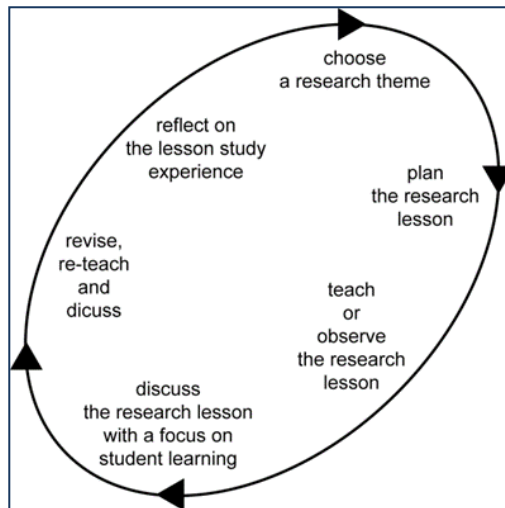 choose
a research theme
plan
the research
lesson
teach
or
observe
the research
lesson
discuss
the research lesson
with a focus on
student learning
revise,
re-teach
and
dicuss
reflect on
the lesson study
experience